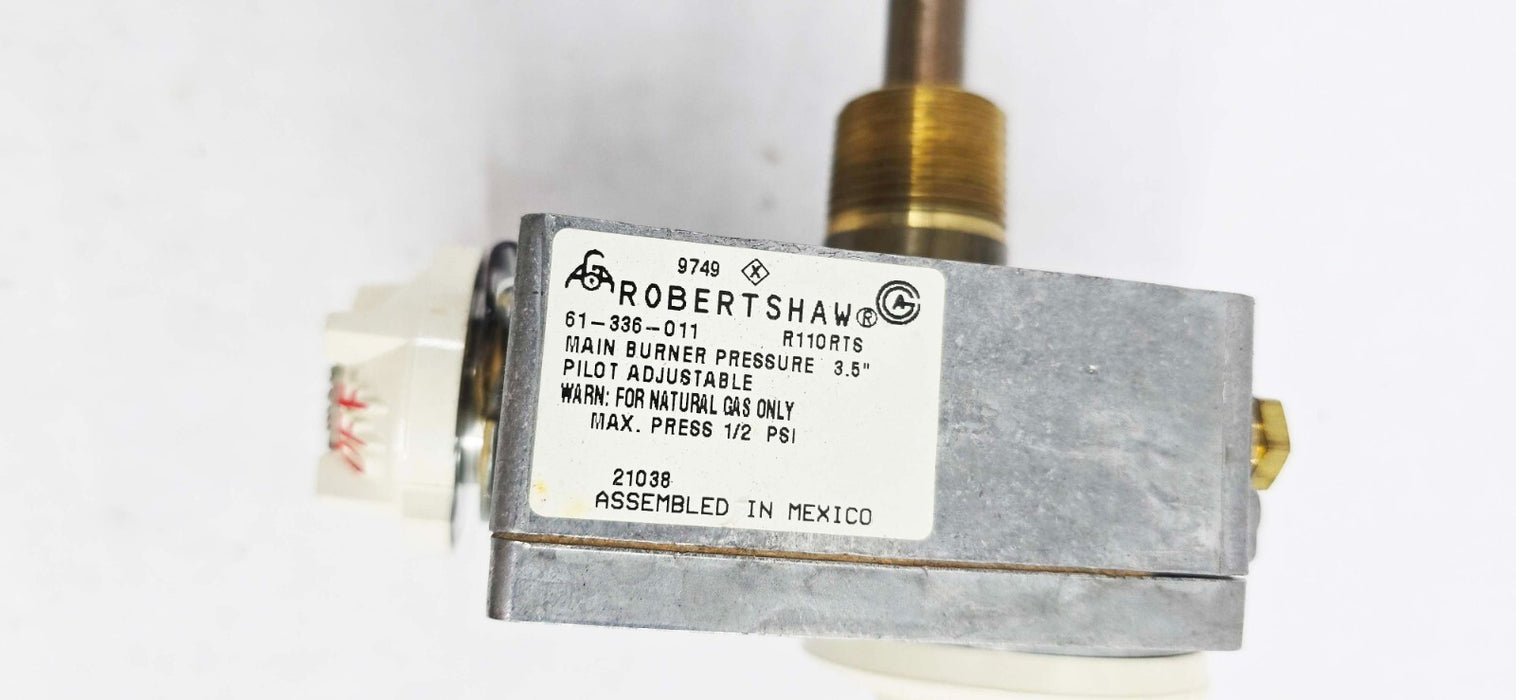 9749 X
ROBERTSHAW®
61-336-011 R110RTS
MAIN BURNER PRESSURE 3.5"
PILOT ADJUSTABLE
WARN: FOR NATURAL GAS ONLY
MAX. PRESS 1/2 PSI
21038
ASSEMBLED IN MEXICO